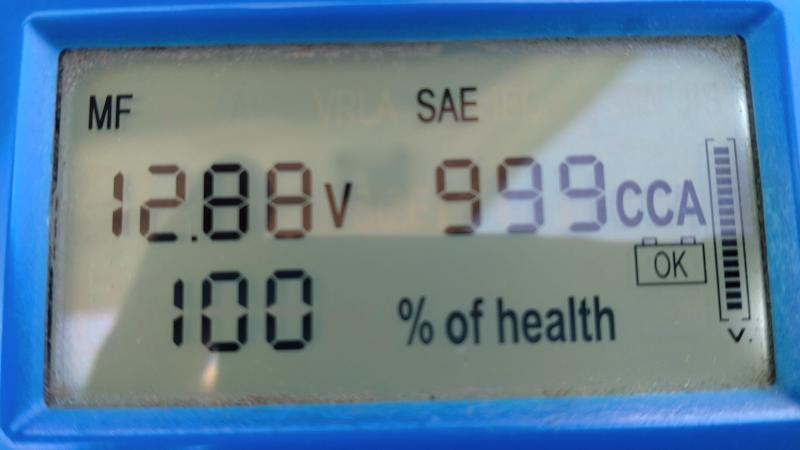 MF SAE
12.88V 999CCA
OK
100 % of health
V.